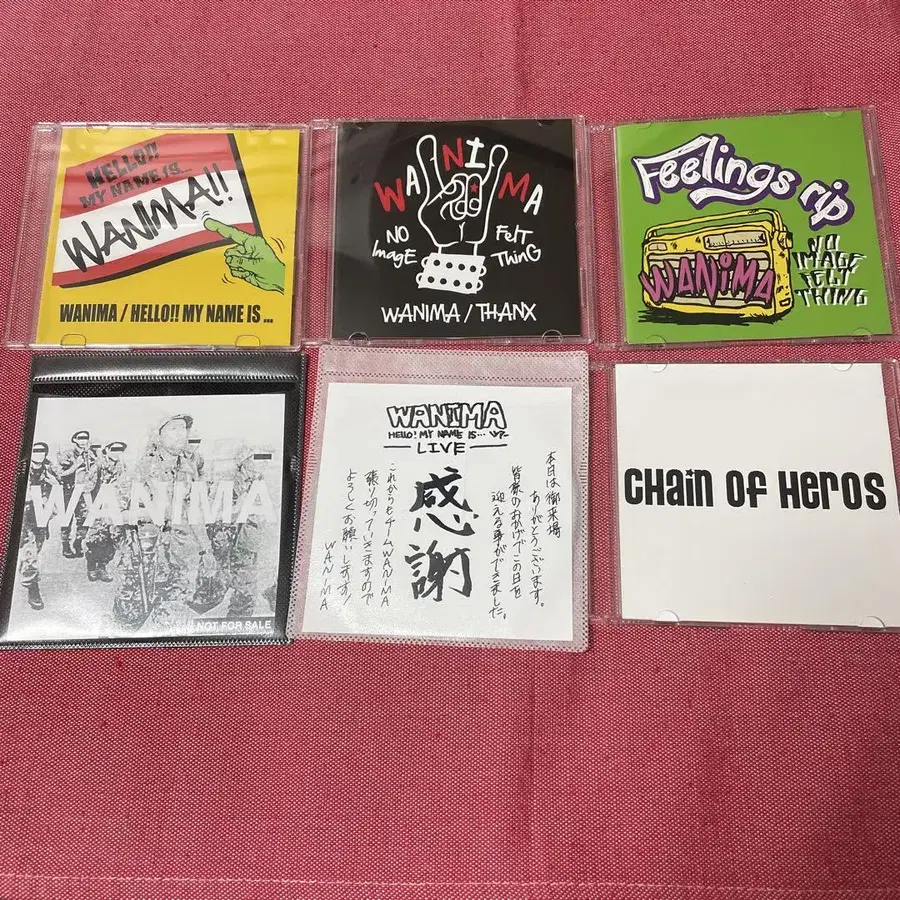 HELLO!!
MY NAME IS...
WANIMA!!
WANIMA / HELLO!! MY NAME IS ...
WANIMA
NO FelT
ImagE ThinG
WANIMA / THANX
Feelings rip
WANiMA
NO
IMAGE
FELT
THING
WANIMA
NOT FOR SALE
WANIMA
HELLO! MY NAME IS... ツアー
LIVE
本日は御来場
ありがとうございます。
皆様のおかげでこの日を
迎える事ができました。
感謝
これからもチームWANIMA
張り切っていきますので
よろしくお願いします!
WANIMA
CHaiN OF HeroS